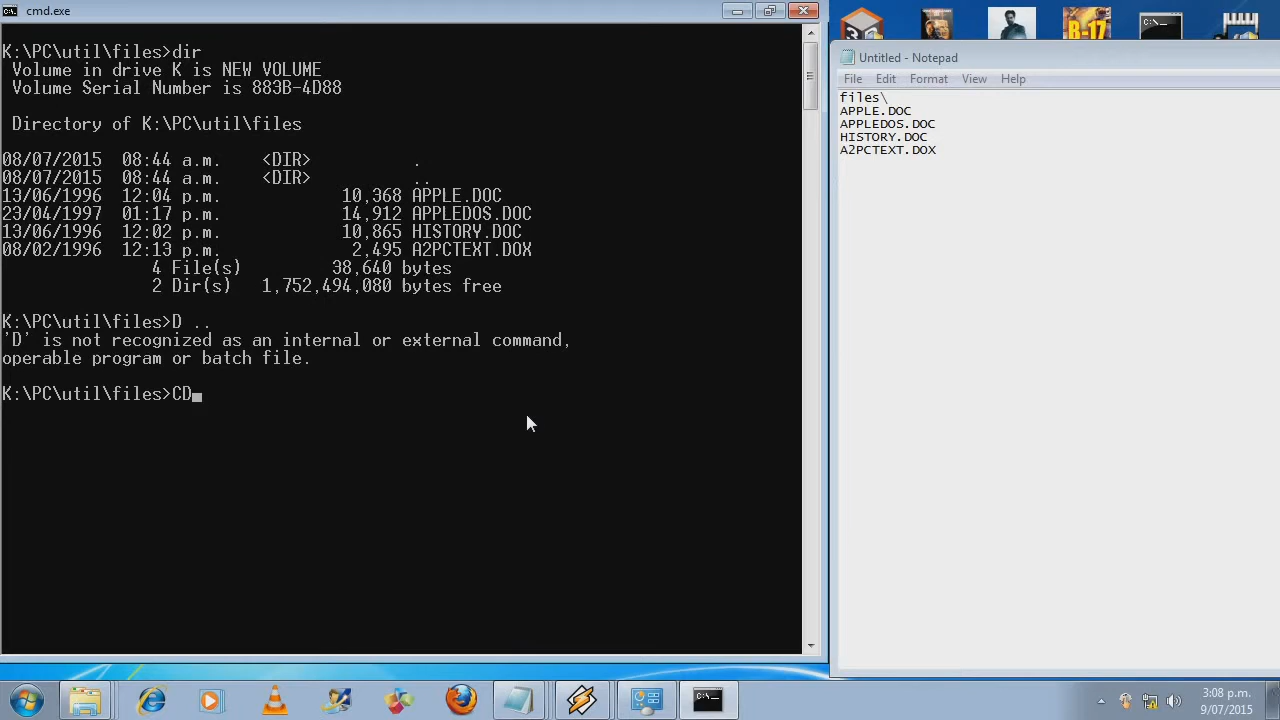 cmd.exe
K:\PC\util\files>dir
Volume in drive K is NEW VOLUME
Volume Serial Number is 883B-4D88
Directory of K:\PC\util\files
08/07/2015 08:44 a.m. <DIR> .
08/07/2015 08:44 a.m. <DIR> ..
13/06/1996 12:04 p.m. 10,368 APPLE.DOC
23/04/1997 01:17 p.m. 14,912 APPLEDOS.DOC
13/06/1996 12:02 p.m. 10,865 HISTORY.DOC
08/02/1996 12:13 p.m. 2,495 A2PCTEXT.DOX
4 File(s) 38,640 bytes
2 Dir(s) 1,752,494,080 bytes free
K:\PC\util\files>D ..
'D' is not recognized as an internal or external command,
operable program or batch file.
K:\PC\util\files>CD
B-17
C:\_
Untitled - Notepad
File Edit Format View Help
files\
APPLE.DOC
APPLEDOS.DOC
HISTORY.DOC
A2PCTEXT.DOX
C:\_
3:08 p.m.
9/07/2015